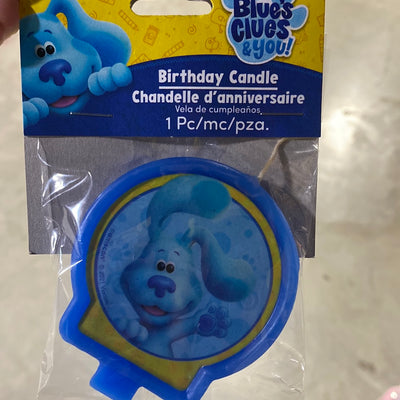 Blue's
Clues
& YOU!
Birthday Candle
Chandelle d'anniversaire
Vela de cumpleaños
1 Pc/mc/pza.